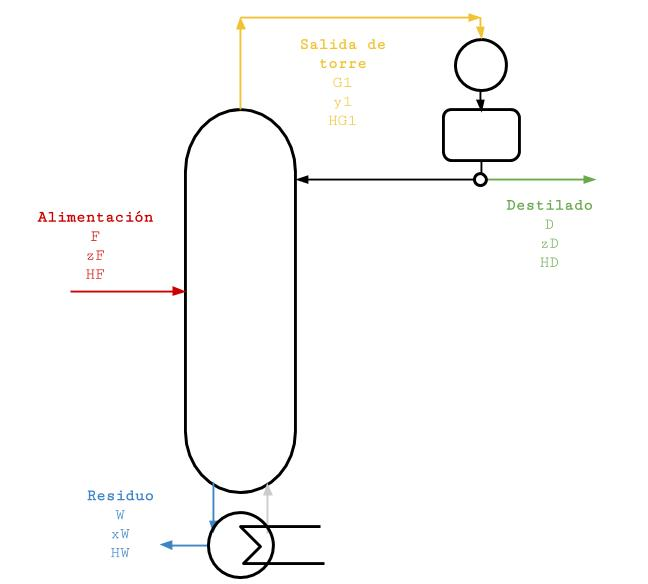 Salida de
torre
G1
y1
HG1
Alimentación
F
zF
HF
Destilado
D
zD
HD
Residuo
W
xW
HW